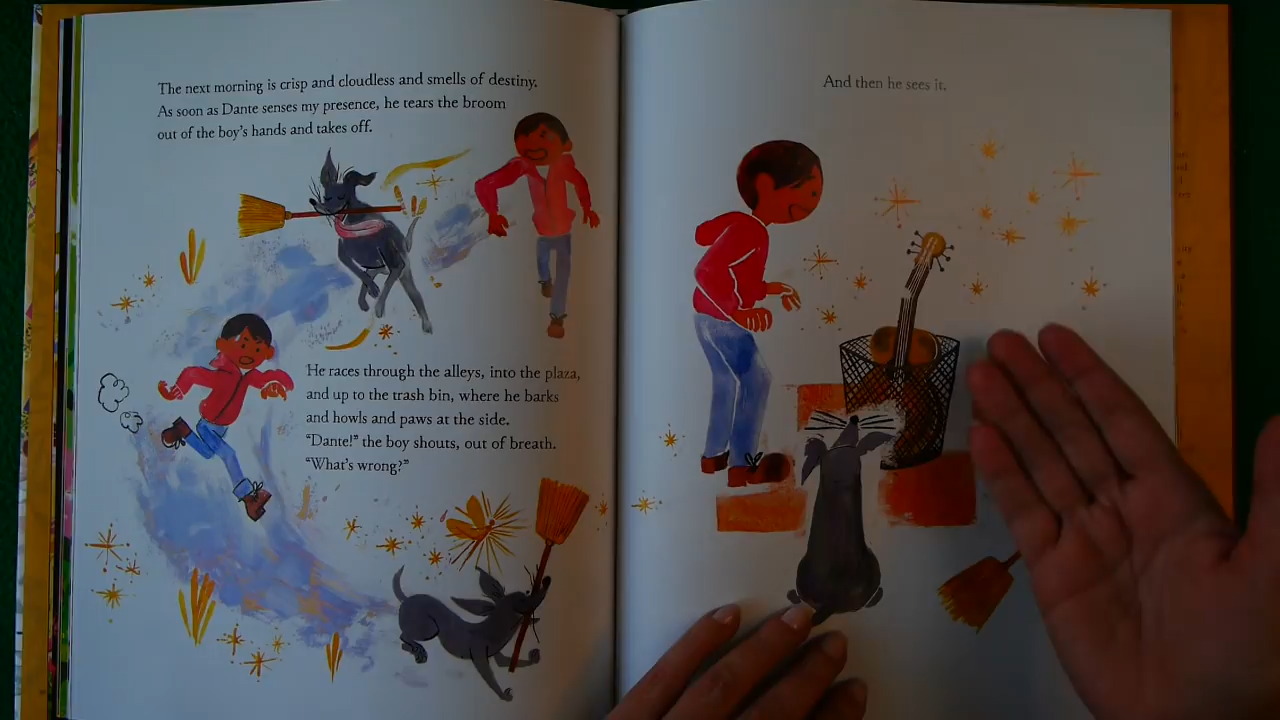 The next morning is crisp and cloudless and smells of destiny.
As soon as Dante senses my presence, he tears the broom
out of the boy's hands and takes off.
He races through the alleys, into the plaza,
and up to the trash bin, where he barks
and howls and paws at the side.
"Dante!" the boy shouts, out of breath.
"What's wrong?"
And then he sees it.